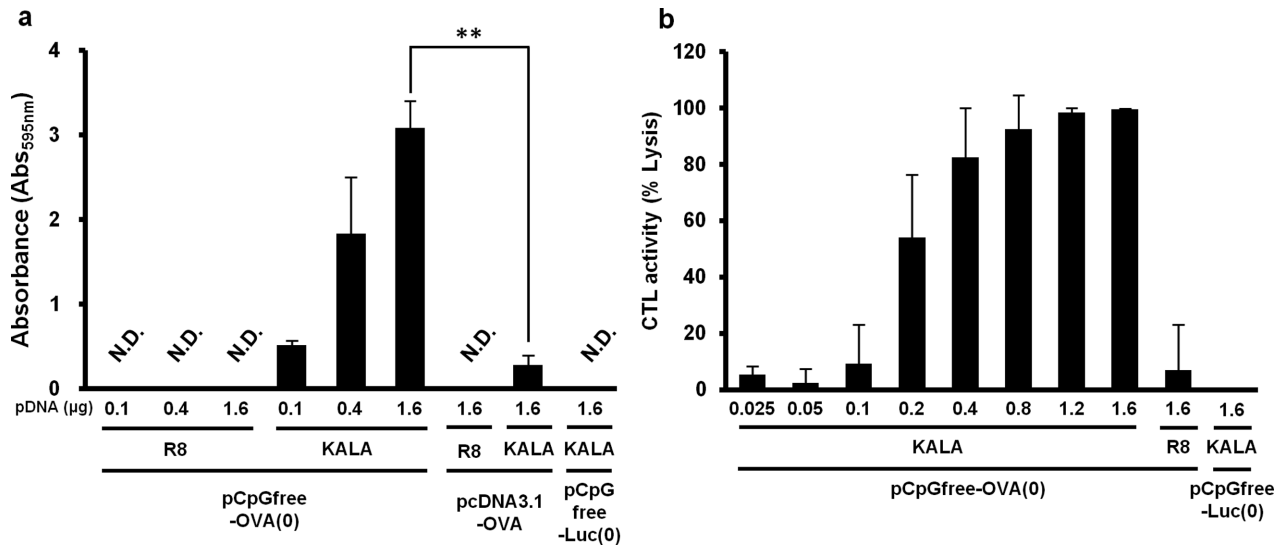 a
**
Absorbance (Abs595nm)
4
3
2
1
0
N.D. N.D. N.D. N.D. N.D.
pDNA (μg) 0.1 0.4 1.6 0.1 0.4 1.6 1.6 1.6 1.6
R8 KALA R8 KALA KALA
pCpGfree
-OVA(0)
pcDNA3.1
-OVA
pCpG
free
-Luc(0)
b
CTL activity (% Lysis)
120
100
80
60
40
20
0
0.025 0.05 0.1 0.2 0.4 0.8 1.2 1.6 1.6 1.6
KALA R8 KALA
pCpGfree-OVA(0)
pCpGfree
-Luc(0)